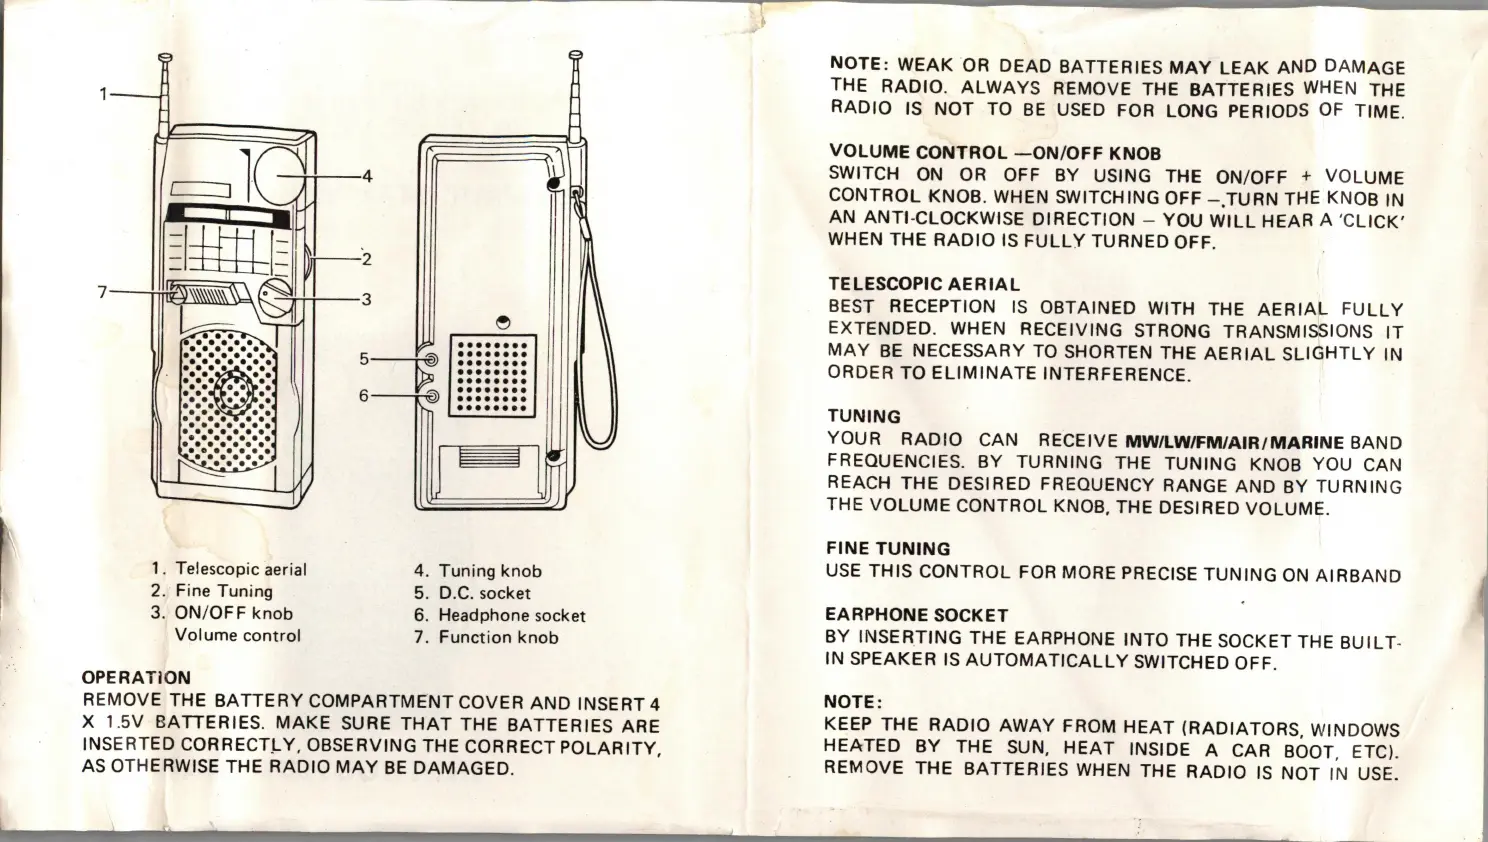 1
4
2
7
3
5
6
1. Telescopic aerial
2. Fine Tuning
3. ON/OFF knob
Volume control
4. Tuning knob
5. D.C. socket
6. Headphone socket
7. Function knob
OPERATION
REMOVE THE BATTERY COMPARTMENT COVER AND INSERT 4
X 1.5V BATTERIES. MAKE SURE THAT THE BATTERIES ARE
INSERTED CORRECTLY, OBSERVING THE CORRECT POLARITY,
AS OTHERWISE THE RADIO MAY BE DAMAGED.
NOTE: WEAK OR DEAD BATTERIES MAY LEAK AND DAMAGE
THE RADIO. ALWAYS REMOVE THE BATTERIES WHEN THE
RADIO IS NOT TO BE USED FOR LONG PERIODS OF TIME.
VOLUME CONTROL —ON/OFF KNOB
SWITCH ON OR OFF BY USING THE ON/OFF + VOLUME
CONTROL KNOB. WHEN SWITCHING OFF –.TURN THE KNOB IN
AN ANTI-CLOCKWISE DIRECTION – YOU WILL HEAR A 'CLICK'
WHEN THE RADIO IS FULLY TURNED OFF.
TELESCOPIC AERIAL
BEST RECEPTION IS OBTAINED WITH THE AERIAL FULLY
EXTENDED. WHEN RECEIVING STRONG TRANSMISSIONS IT
MAY BE NECESSARY TO SHORTEN THE AERIAL SLIGHTLY IN
ORDER TO ELIMINATE INTERFERENCE.
TUNING
YOUR RADIO CAN RECEIVE MW/LW/FM/AIR/MARINE BAND
FREQUENCIES. BY TURNING THE TUNING KNOB YOU CAN
REACH THE DESIRED FREQUENCY RANGE AND BY TURNING
THE VOLUME CONTROL KNOB, THE DESIRED VOLUME.
FINE TUNING
USE THIS CONTROL FOR MORE PRECISE TUNING ON AIRBAND
EARPHONE SOCKET
BY INSERTING THE EARPHONE INTO THE SOCKET THE BUILT-
IN SPEAKER IS AUTOMATICALLY SWITCHED OFF.
NOTE:
KEEP THE RADIO AWAY FROM HEAT (RADIATORS, WINDOWS
HEATED BY THE SUN, HEAT INSIDE A CAR BOOT, ETC).
REMOVE THE BATTERIES WHEN THE RADIO IS NOT IN USE.